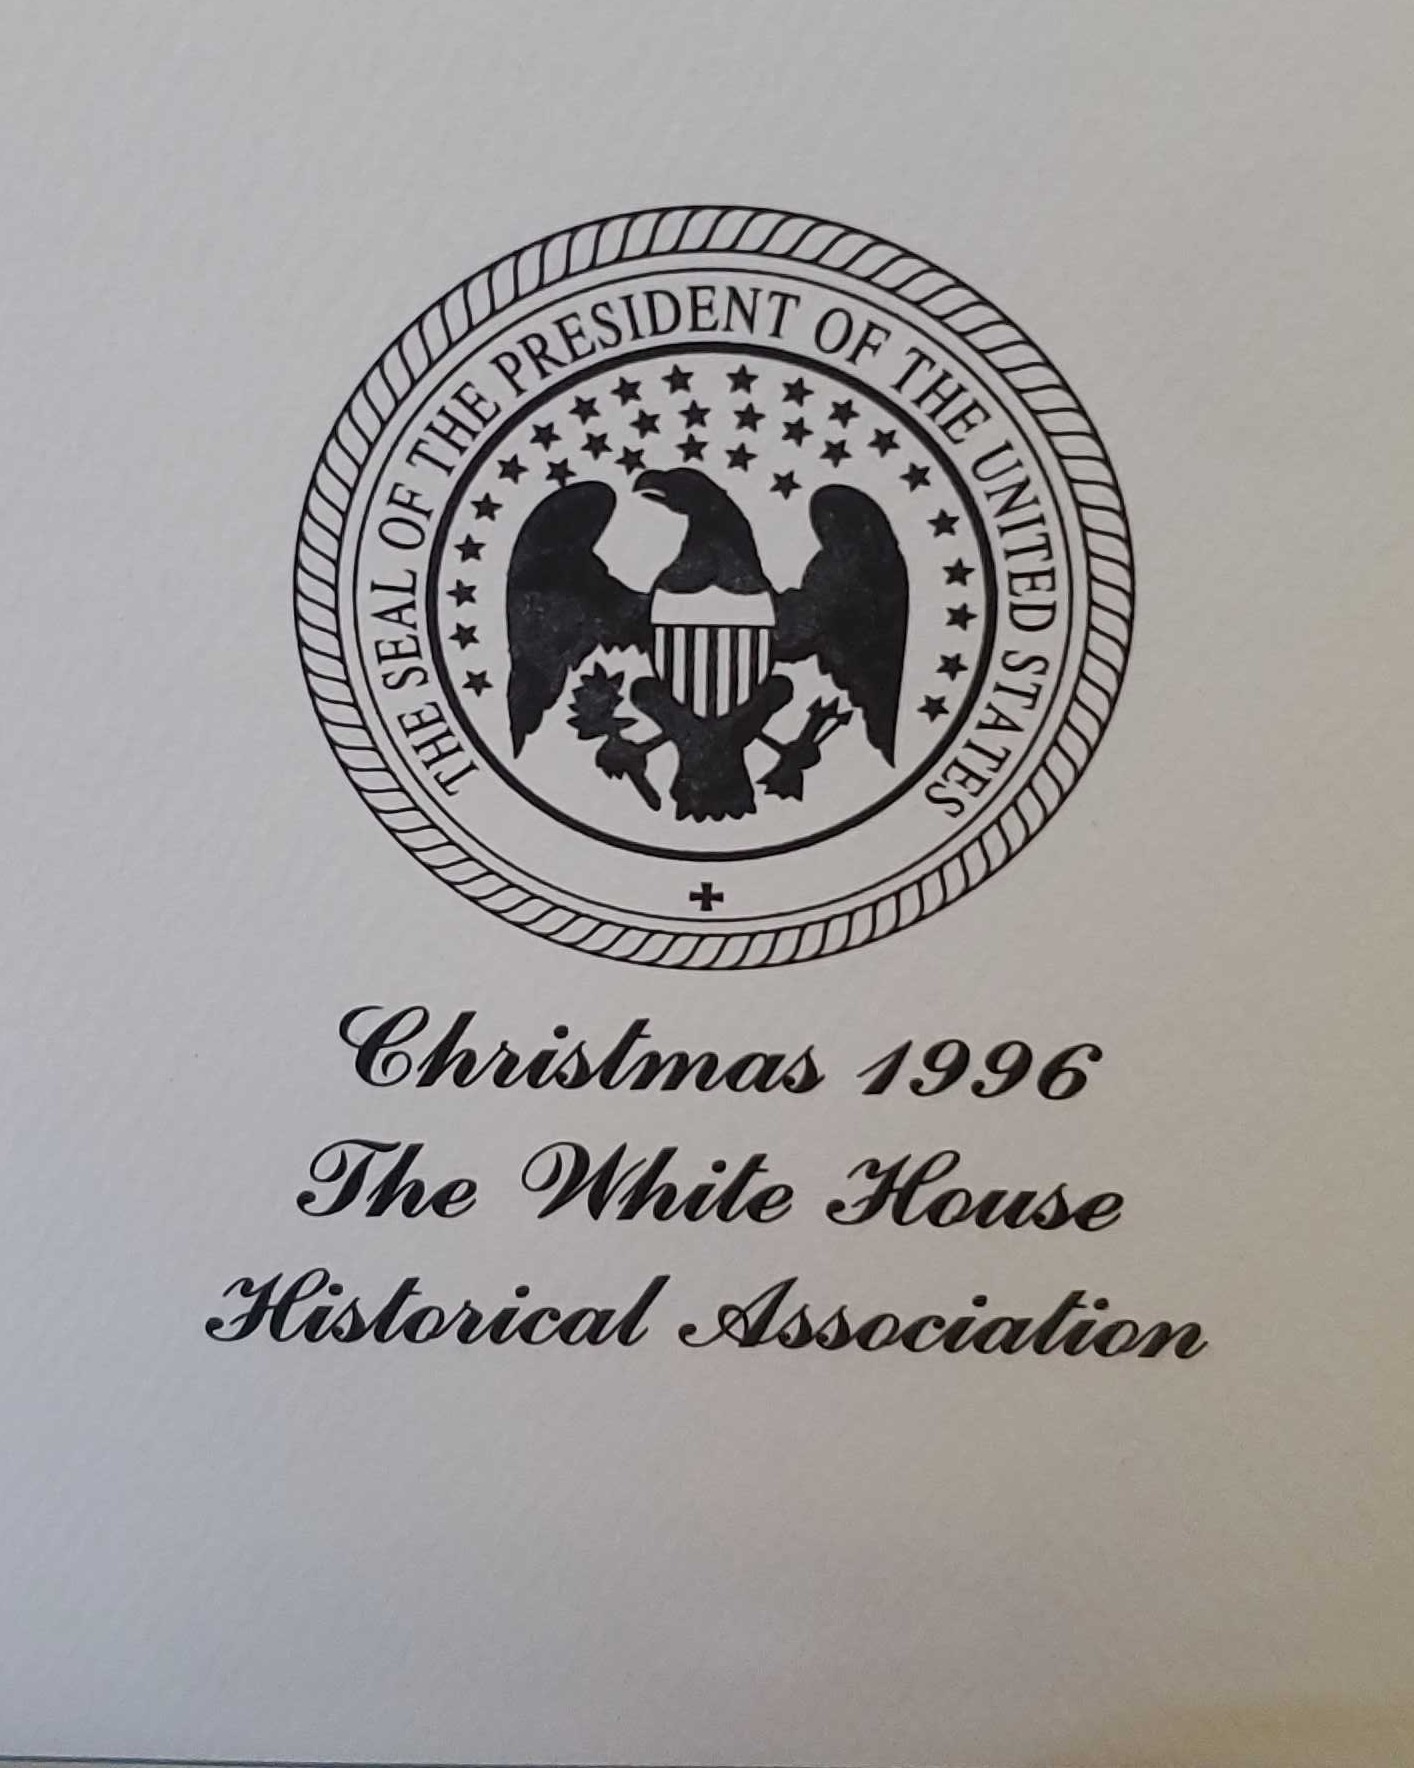 THE SEAL OF THE PRESIDENT OF THE UNITED STATES
Christmas 1996
The White House
Historical Association